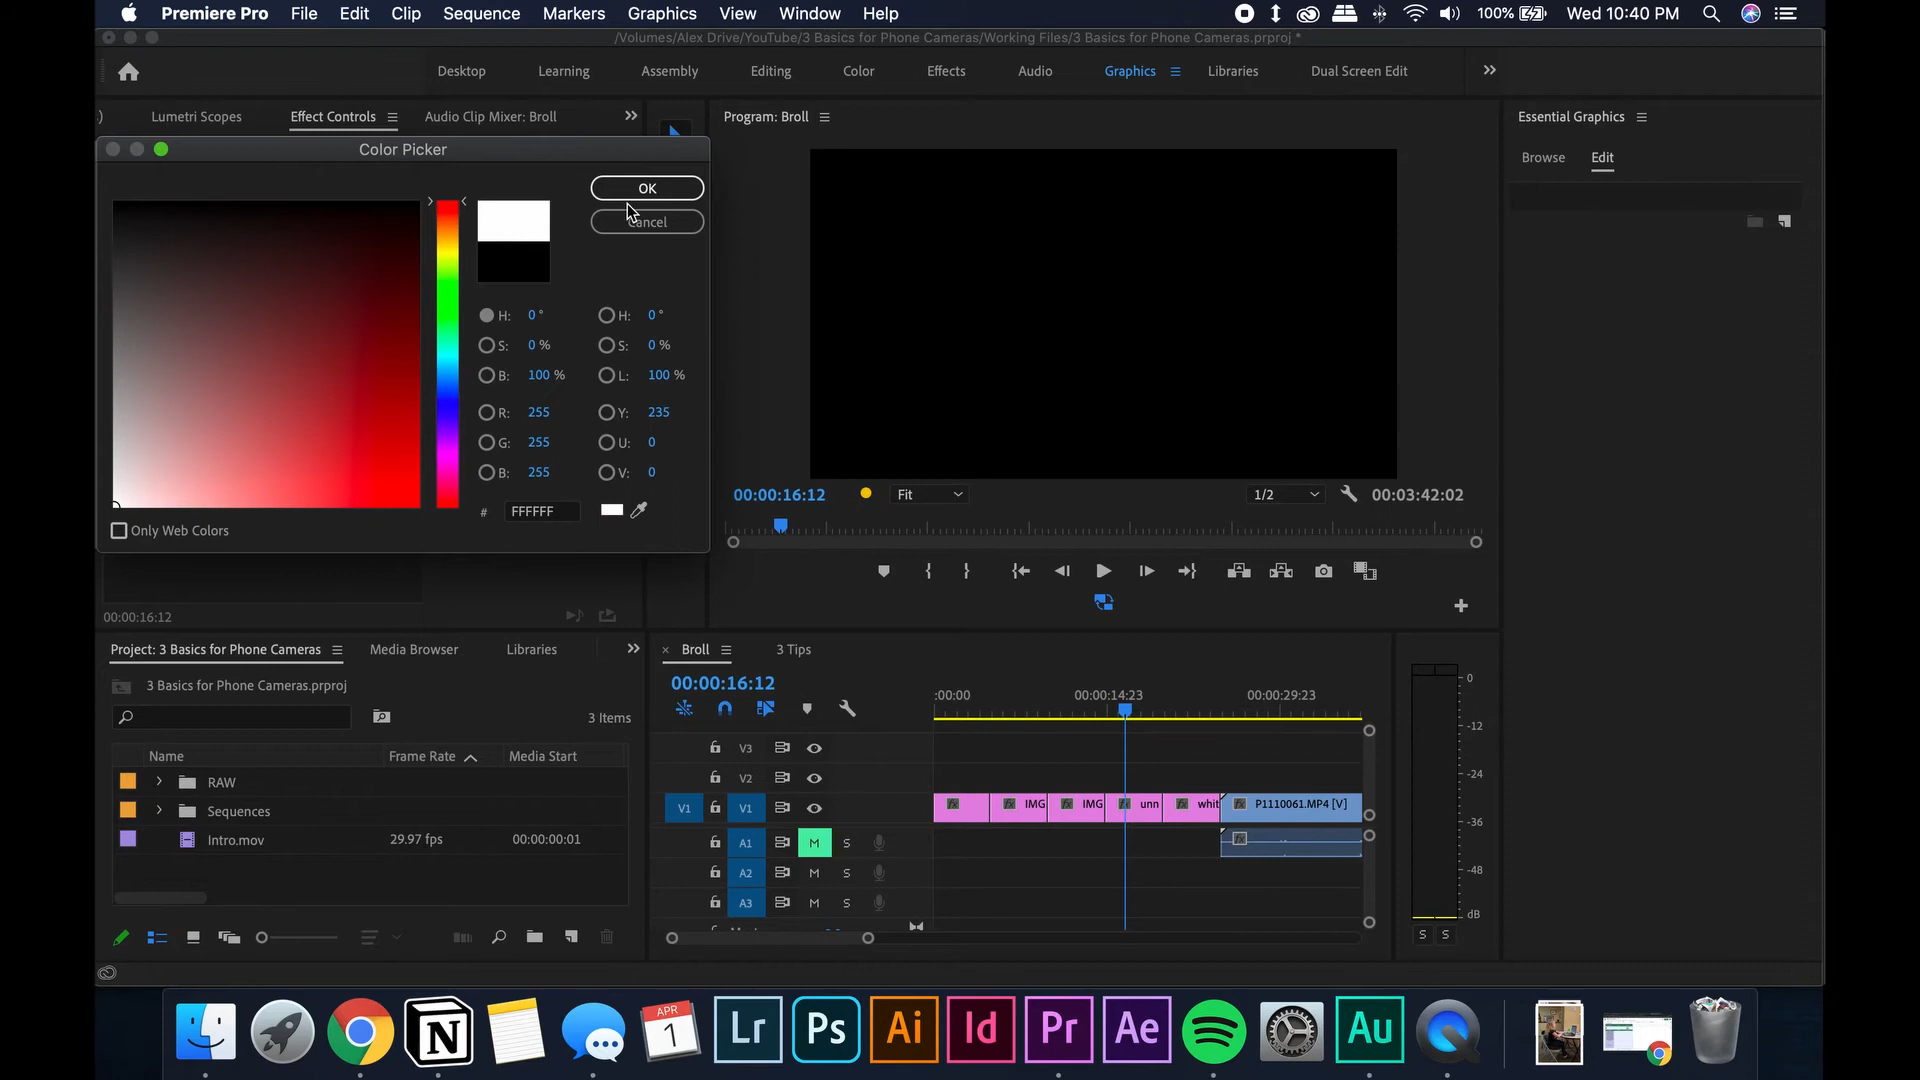 Premiere Pro File Edit Clip Sequence Markers Graphics View Window Help 100% Wed 10:40 PM
/Volumes/Alex Drive/YouTube/3 Basics for Phone Cameras/Working Files/3 Basics for Phone Cameras.prproj *
Desktop Learning Assembly Editing Color Effects Audio Graphics Libraries Dual Screen Edit
Lumetri Scopes Effect Controls Audio Clip Mixer: Broll
Program: Broll
Essential Graphics
Color Picker
Browse Edit
OK
Cancel
H: 0 ° H: 0 °
S: 0 % S: 0 %
B: 100 % L: 100 %
R: 255 Y: 235
G: 255 U: 0
B: 255 V: 0
# FFFFFF
Only Web Colors
00:00:16:12 Fit 1/2 00:03:42:02
00:00:16:12
Project: 3 Basics for Phone Cameras Media Browser Libraries
3 Basics for Phone Cameras.prproj
3 Items
Name Frame Rate Media Start
RAW
Sequences
Intro.mov 29.97 fps 00:00:00:01
× Broll 3 Tips
00:00:16:12
:00:00 00:00:14:23 00:00:29:23
V3
V2
V1 V1 fx fx IMG fx IMG fx unn fx whit fx P1110061.MP4 [V]
A1 M S fx
A2 M S
A3 M S
0
-12
-24
-36
-48
dB
S S
APR
1
Lr Ps Ai Id Pr Ae Au